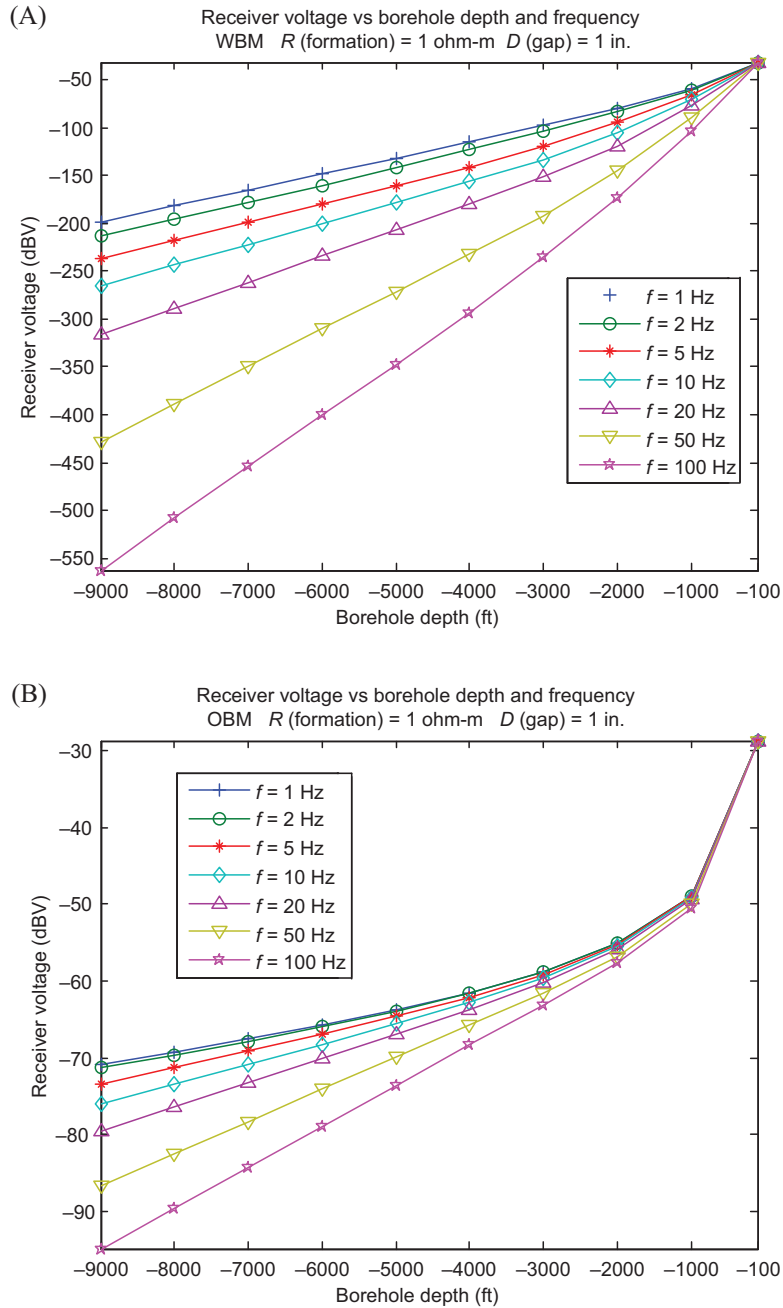 (A)
Receiver voltage vs borehole depth and frequency
WBM R (formation) = 1 ohm-m D (gap) = 1 in.
Receiver voltage (dBV)
–50
–100
–150
–200
–250
–300
–350
–400
–450
–500
–550
f = 1 Hz
f = 2 Hz
f = 5 Hz
f = 10 Hz
f = 20 Hz
f = 50 Hz
f = 100 Hz
–9000 –8000 –7000 –6000 –5000 –4000 –3000 –2000 –1000 –100
Borehole depth (ft)
(B)
Receiver voltage vs borehole depth and frequency
OBM R (formation) = 1 ohm-m D (gap) = 1 in.
Receiver voltage (dBV)
–30
–40
–50
–60
–70
–80
–90
f = 1 Hz
f = 2 Hz
f = 5 Hz
f = 10 Hz
f = 20 Hz
f = 50 Hz
f = 100 Hz
–9000 –8000 –7000 –6000 –5000 –4000 –3000 –2000 –1000 –100
Borehole depth (ft)